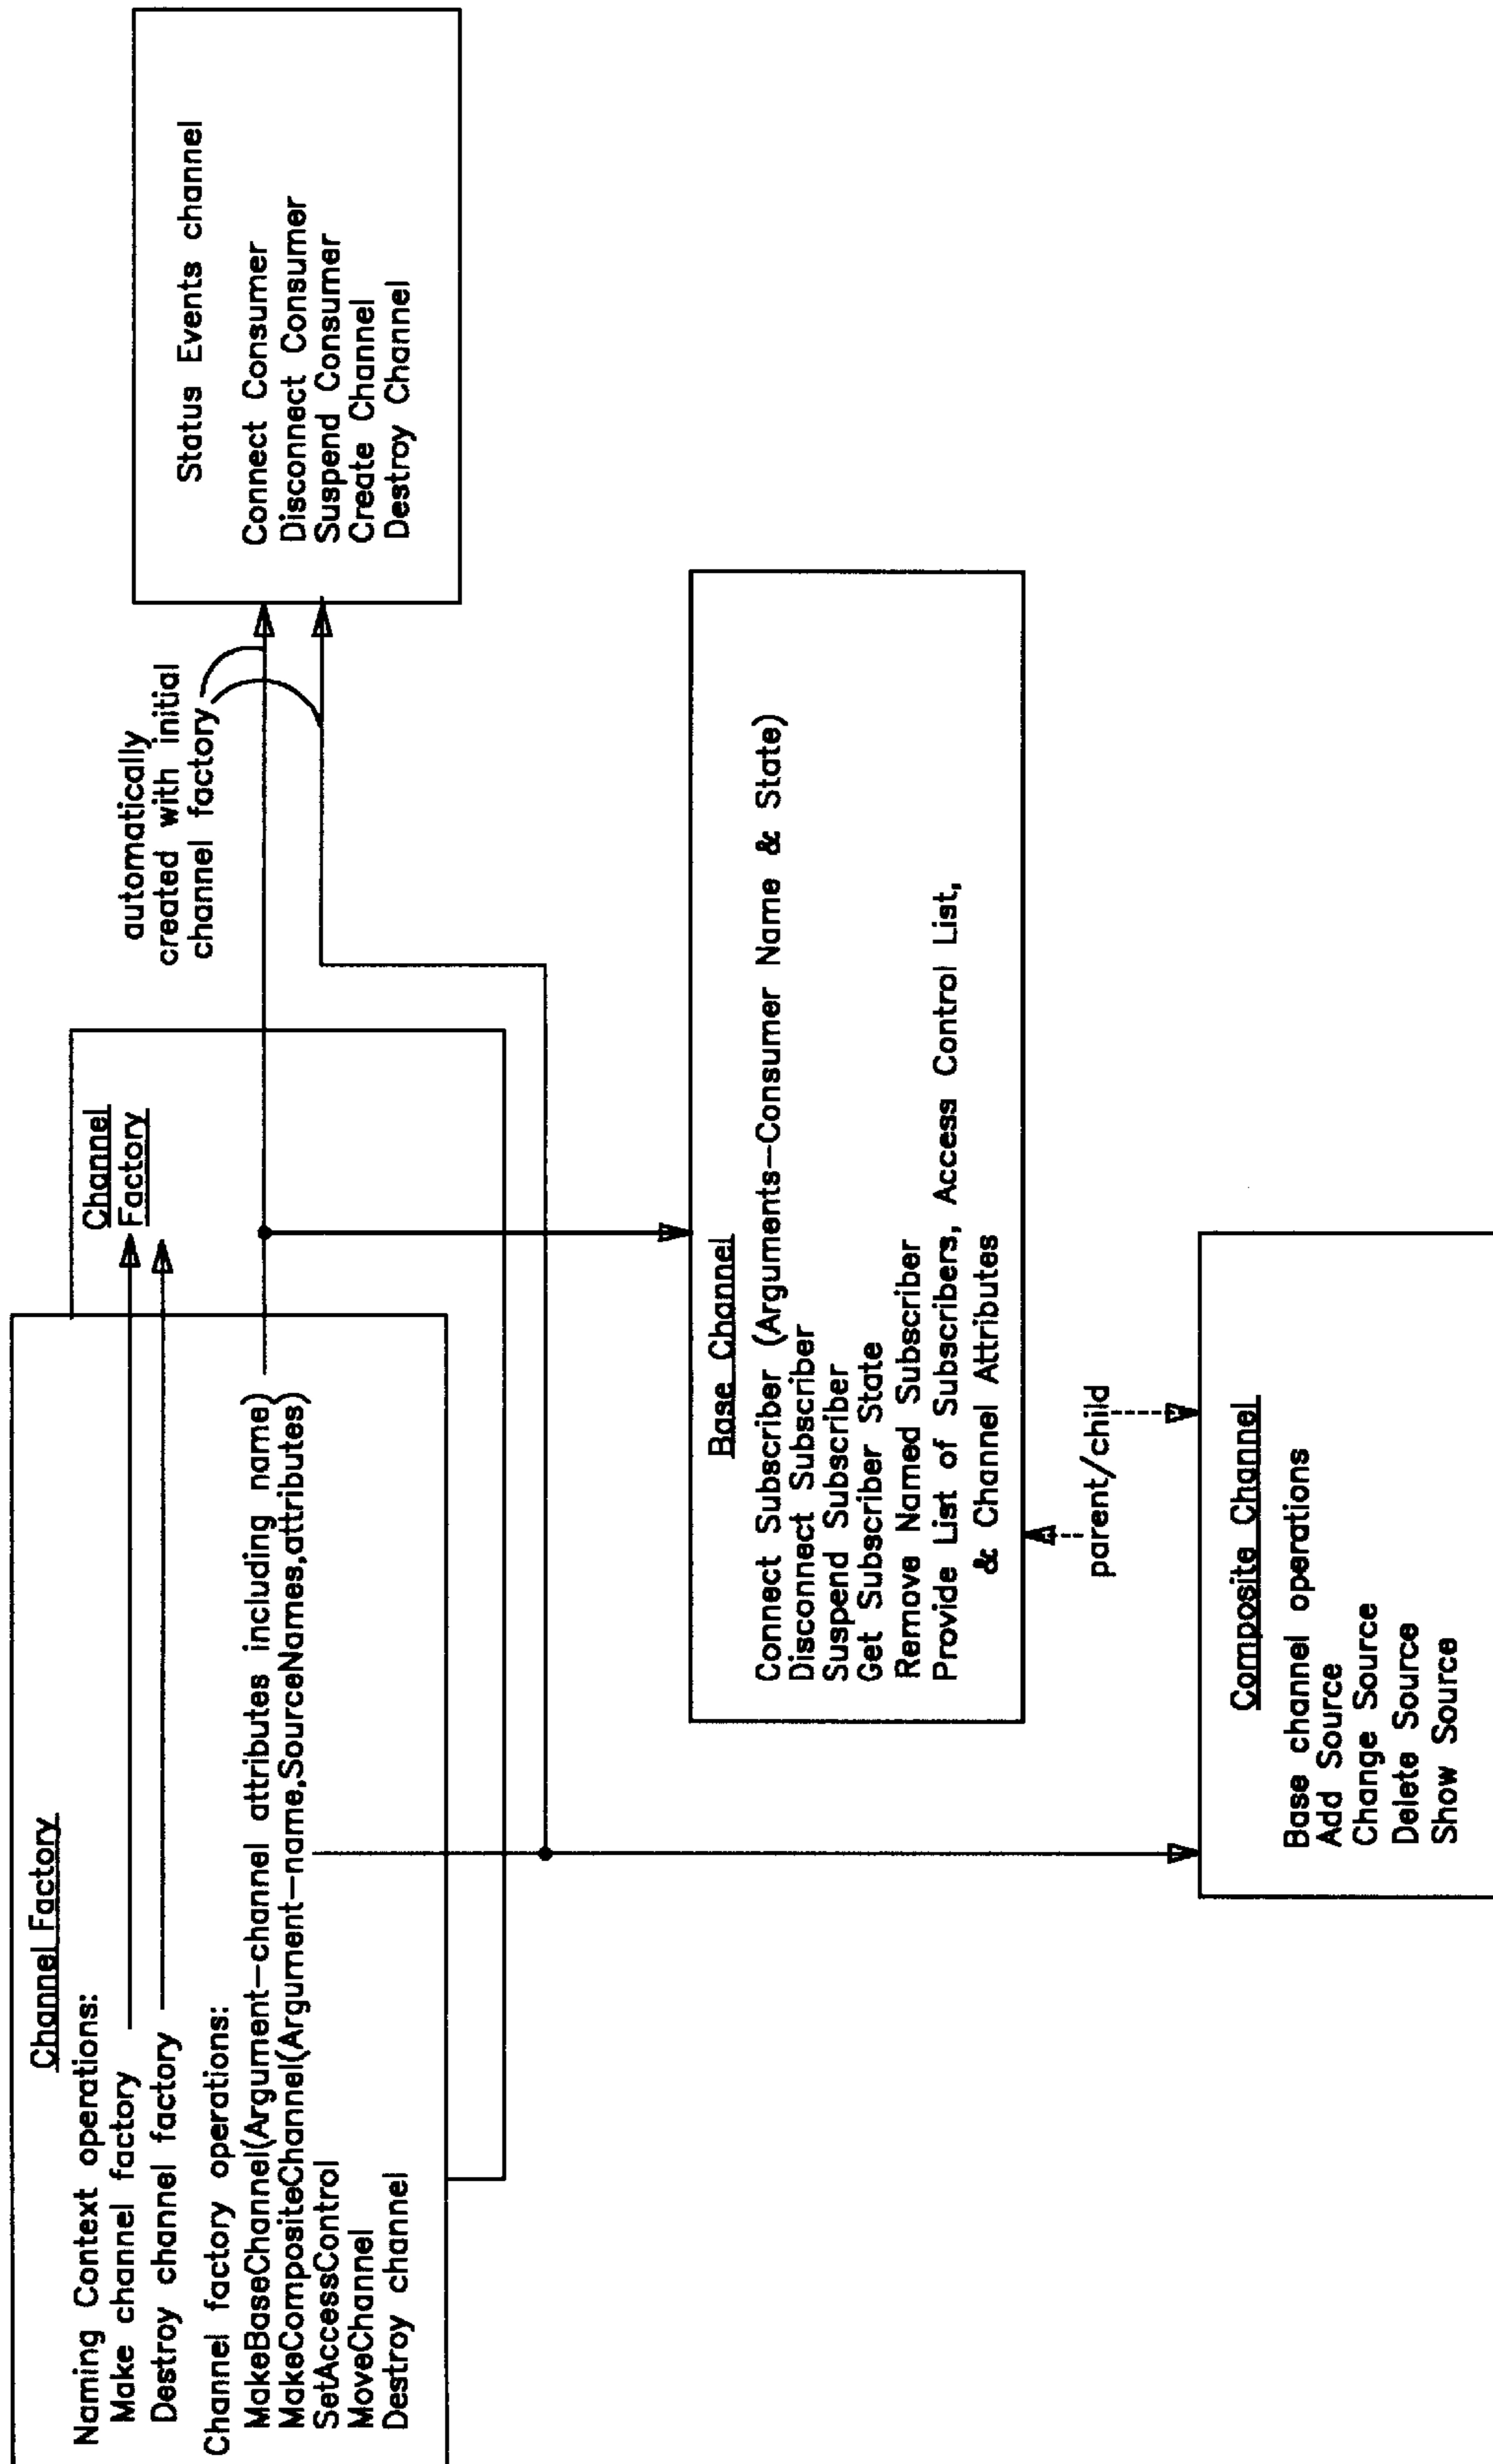 Channel Factory
Naming Context operations:
Make channel factory
Destroy channel factory
Channel factory operations:
MakeBaseChannel(Argument—channel attributes including name)
MakeCompositeChannel(Argument—name,SourceNames,attributes)
SetAccessControl
MoveChannel
Destroy channel
Channel
Factory
automatically
created with initial
channel factory
Status Events channel
Connect Consumer
Disconnect Consumer
Suspend Consumer
Create Channel
Destroy Channel
Base Channel
Connect Subscriber (Arguments—Consumer Name & State)
Disconnect Subscriber
Suspend Subscriber
Get Subscriber State
Remove Named Subscriber
Provide List of Subscribers, Access Control List,
& Channel Attributes
parent/child
Composite Channel
Base channel operations
Add Source
Change Source
Delete Source
Show Source